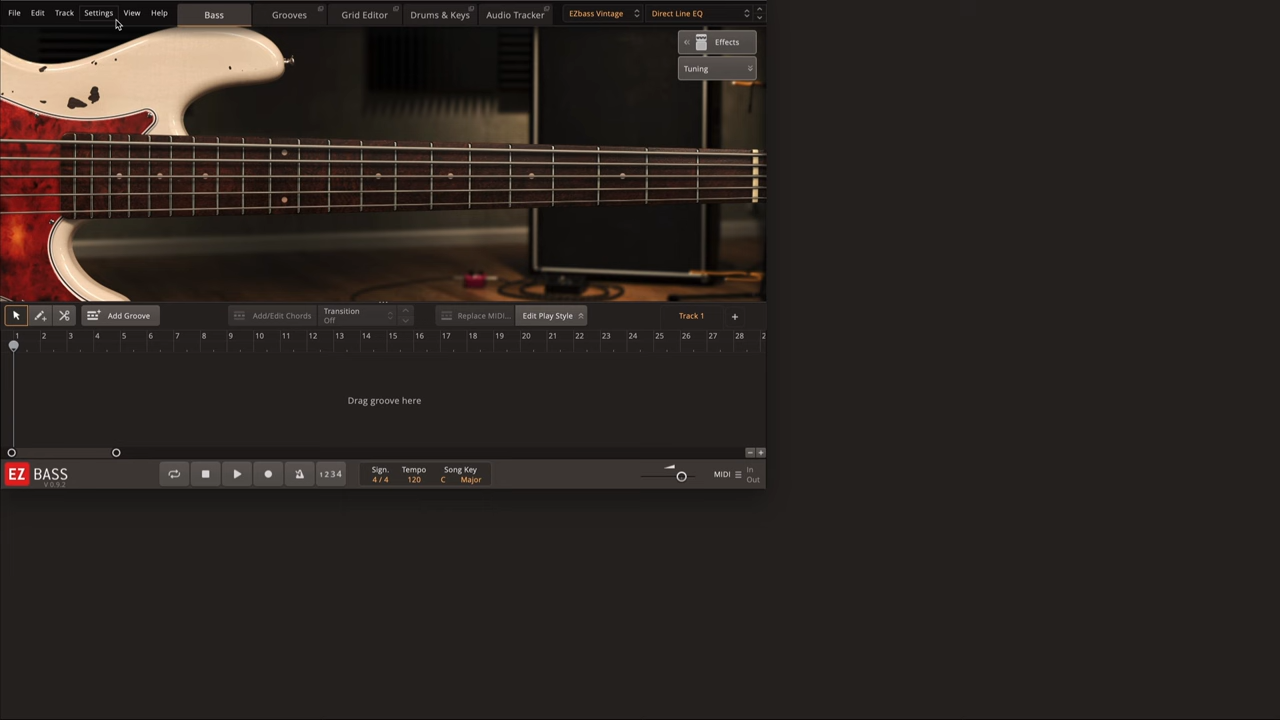 File Edit Track Settings View Help Bass Grooves Grid Editor Drums & Keys Audio Tracker EZbass Vintage Direct Line EQ
Effects
Tuning
Add Groove Add/Edit Chords Transition Off Replace MIDI... Edit Play Style Track 1 +
1 2 3 4 5 6 7 8 9 10 11 12 13 14 15 16 17 18 19 20 21 22 23 24 25 26 27 28 2
Drag groove here
EZ BASS V 0.9.2 1 2 3 4 Sign. 4 / 4 Tempo 120 Song Key C Major MIDI In Out